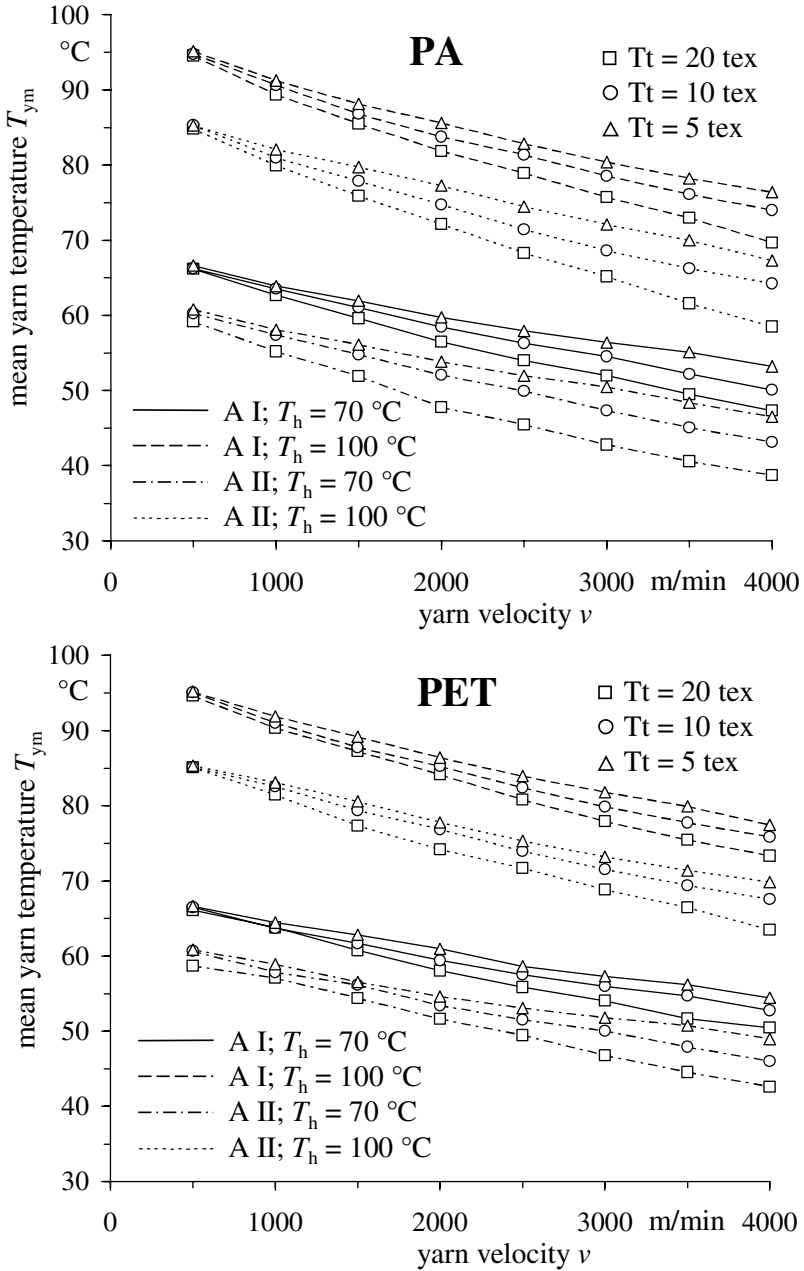 100
°C
90
80
70
60
50
40
30
mean yarn temperature Tym
PA
Tt = 20 tex
Tt = 10 tex
Tt = 5 tex
A I; Th = 70 °C
A I; Th = 100 °C
A II; Th = 70 °C
A II; Th = 100 °C
0 1000 2000 3000 m/min 4000
yarn velocity v
100
°C
90
80
70
60
50
40
30
mean yarn temperature Tym
PET
Tt = 20 tex
Tt = 10 tex
Tt = 5 tex
A I; Th = 70 °C
A I; Th = 100 °C
A II; Th = 70 °C
A II; Th = 100 °C
0 1000 2000 3000 m/min 4000
yarn velocity v